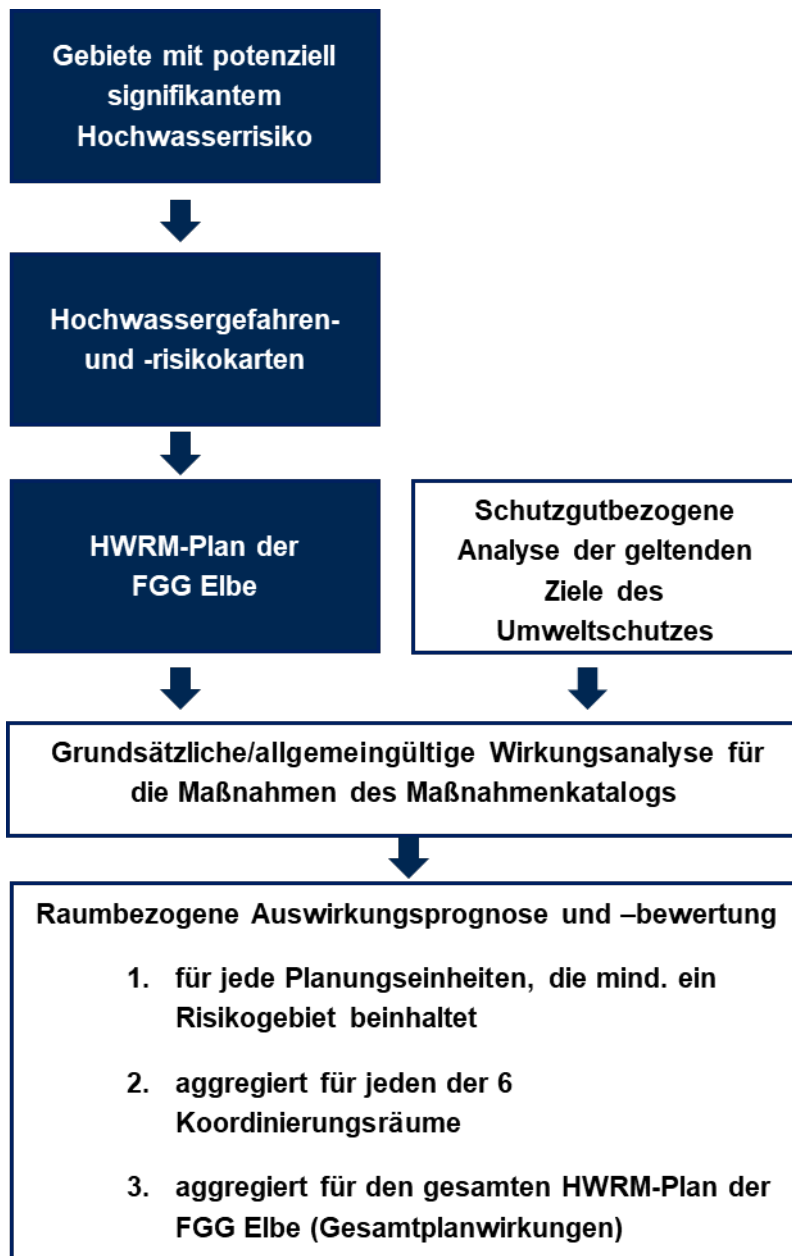 Gebiete mit potenziell
signifikantem
Hochwasserrisiko
Hochwassergefahren-
und -risikokarten
HWRM-Plan der
FGG Elbe
Schutzgutbezogene
Analyse der geltenden
Ziele des
Umweltschutzes
Grundsätzliche/allgemeingültige Wirkungsanalyse für
die Maßnahmen des Maßnahmenkatalogs
Raumbezogene Auswirkungsprognose und –bewertung
1. für jede Planungseinheiten, die mind. ein
Risikogebiet beinhaltet
2. aggregiert für jeden der 6
Koordinierungsräume
3. aggregiert für den gesamten HWRM-Plan der
FGG Elbe (Gesamtplanwirkungen)